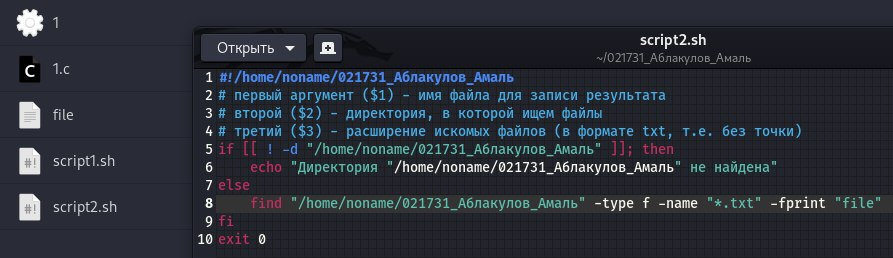 1
1.c
file
script1.sh
script2.sh
Открыть
script2.sh
~/021731_Аблакулов_Амаль
1 #!/home/noname/021731_Аблакулов_Амаль
2 # первый аргумент ($1) - имя файла для записи результата
3 # второй ($2) - директория, в которой ищем файлы
4 # третий ($3) - расширение искомых файлов (в формате txt, т.е. без точки)
5 if [[ ! -d "/home/noname/021731_Аблакулов_Амаль" ]]; then
6     echo "Директория "/home/noname/021731_Аблакулов_Амаль" не найдена"
7 else
8     find "/home/noname/021731_Аблакулов_Амаль" -type f -name "*.txt" -fprint "file"
9 fi
10 exit 0